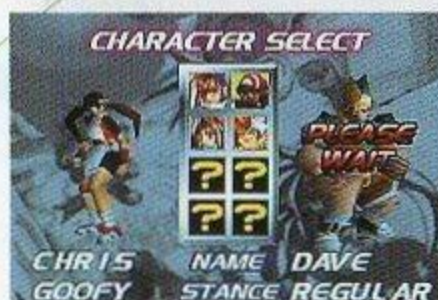 CHARACTER SELECT
? ?
? ?
PLEASE
WAIT
CHRIS NAME DAVE
GOOFY STANCE REGULAR